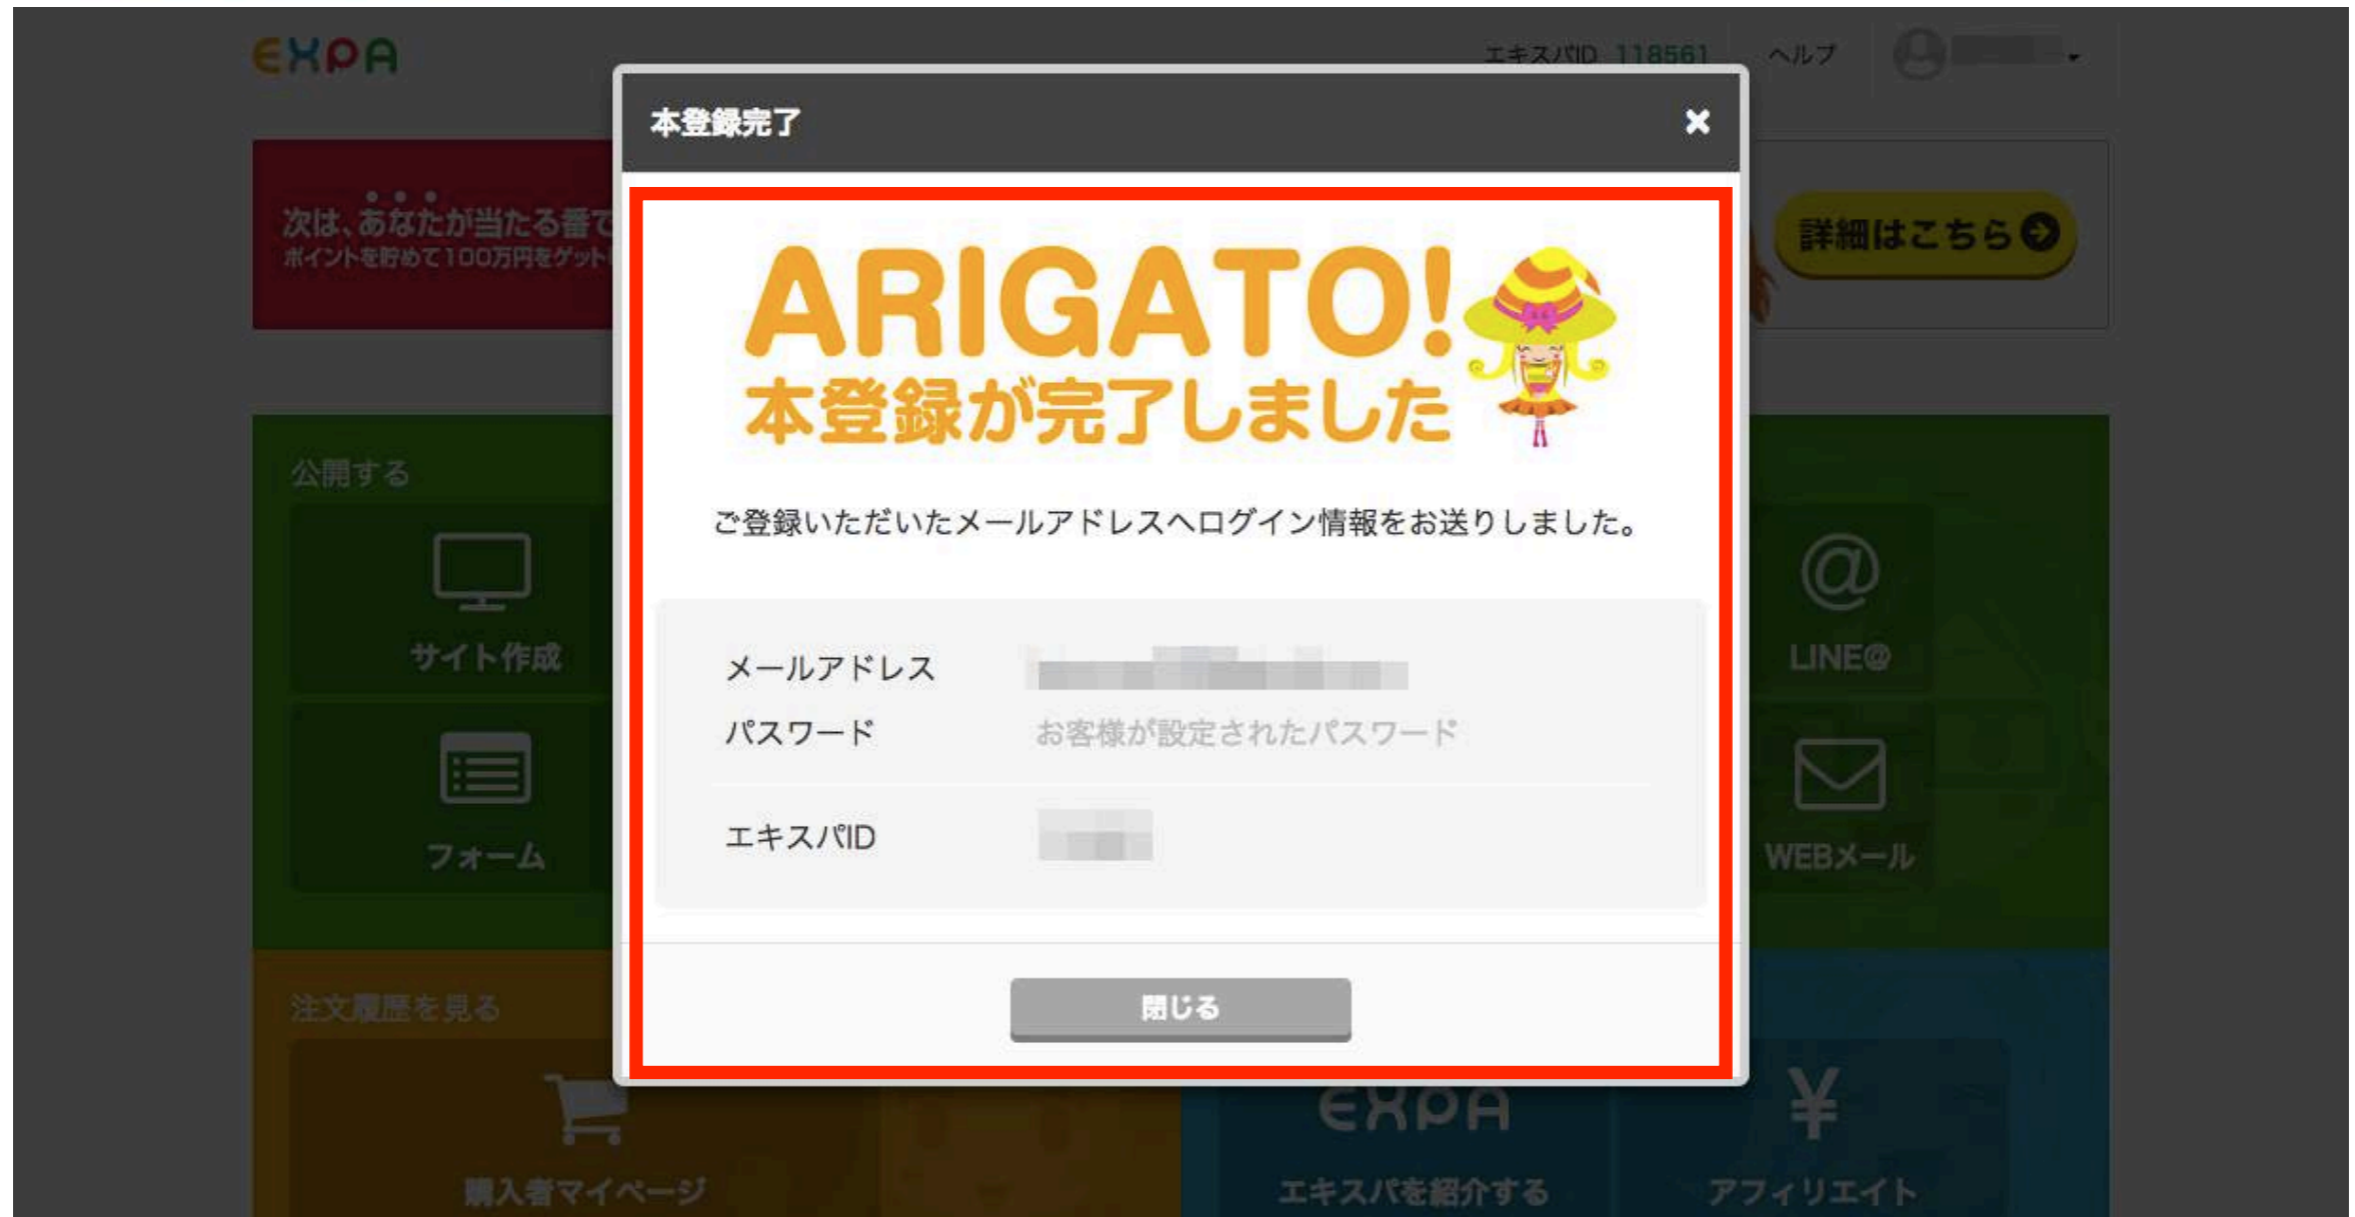 EXPA
エキスパID 118561 ヘルプ
本登録完了
次は、あなたが当たる番で
ポイントを貯めて100万円をゲット
詳細はこちら
ARIGATO!
本登録が完了しました
ご登録いただいたメールアドレスへログイン情報をお送りしました。
メールアドレス
パスワード お客様が設定されたパスワード
エキスパID
閉じる
公開する
サイト作成
LINE@
フォーム
WEBメール
注文履歴を見る
購入者マイページ
EXPA
エキスパを紹介する
¥
アフィリエイト